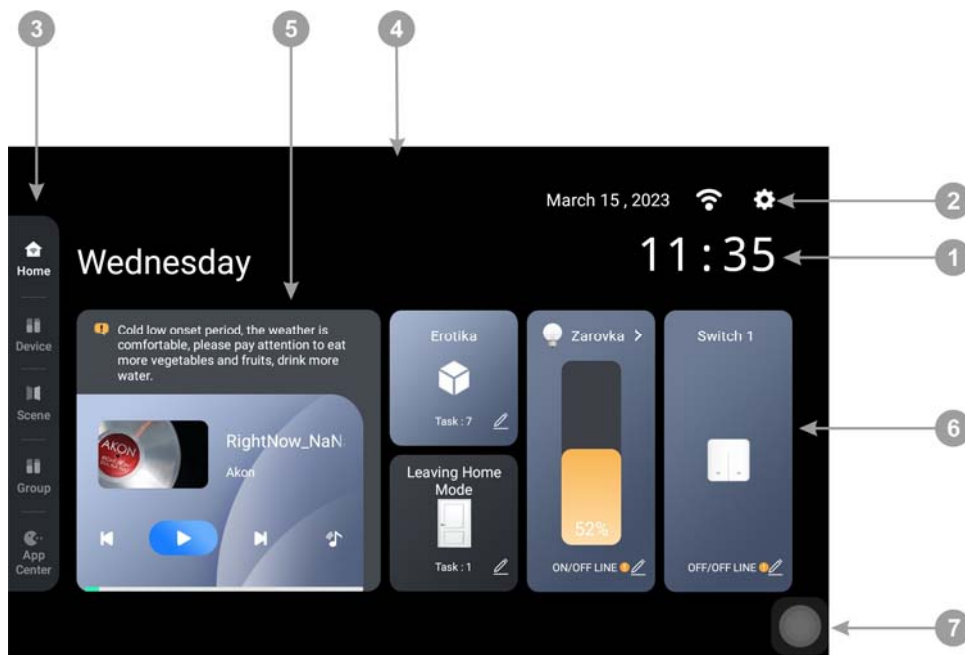 3
5
4
March 15 , 2023
2
11:35
1
Wednesday
Home
Device
Scene
Group
App
Center
Cold low onset period, the weather is
comfortable, please pay attention to eat
more vegetables and fruits, drink more
water.
AKON
RightNow_NaN
Akon
Erotika
Task : 7
Leaving Home
Mode
Task : 1
Zarovka >
52%
ON/OFF LINE
Switch 1
OFF/OFF LINE
6
7